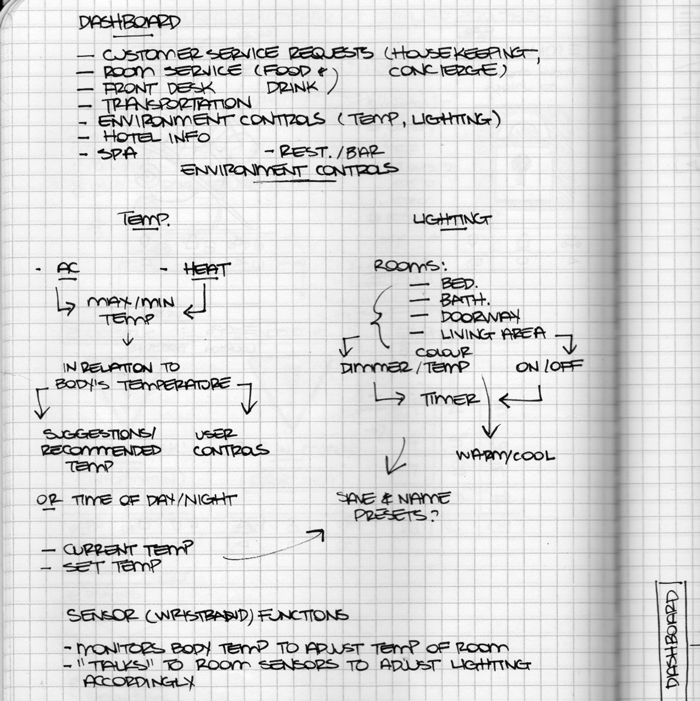 DASHBOARD
— CUSTOMER SERVICE REQUESTS (HOUSEKEEPING,
— ROOM SERVICE (FOOD & CONCIERGE)
— FRONT DESK DRINK)
— TRANSPORTATION
- ENVIRONMENT CONTROLS (TEMP, LIGHTING)
- HOTEL INFO
- SPA - REST./BAR
ENVIRONMENT CONTROLS
TEMP.
- AC - HEAT
MAX/MIN
TEMP
IN RELATION TO
BODY'S TEMPERATURE
SUGGESTIONS/
RECOMMENDED
TEMP
USER
CONTROLS
OR TIME OF DAY/NIGHT
— CURRENT TEMP
— SET TEMP
LIGHTING
ROOMS:
— BED.
— BATH.
— DOORWAY
- LIVING AREA
COLOUR
DIMMER/TEMP ON/OFF
TIMER
WARM/COOL
SAVE & NAME
PRESETS?
SENSOR (WRISTBAND) FUNCTIONS
- MONITORS BODY TEMP TO ADJUST TEMP OF ROOM
- "TALKS" TO ROOM SENSORS TO ADJUST LIGHTING
ACCORDINGLY
DASHBOARD